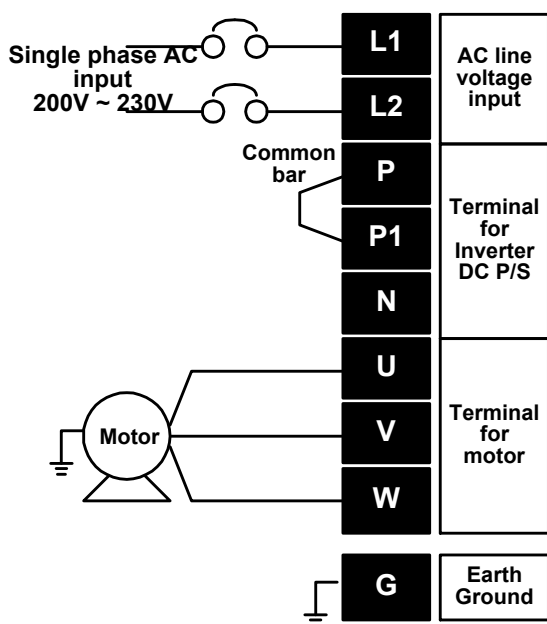 Single phase AC
input
200V ~ 230V
L1
L2
AC line
voltage
input
Common
bar
P
P1
N
Terminal
for
Inverter
DC P/S
Motor
U
V
W
Terminal
for
motor
G
Earth
Ground